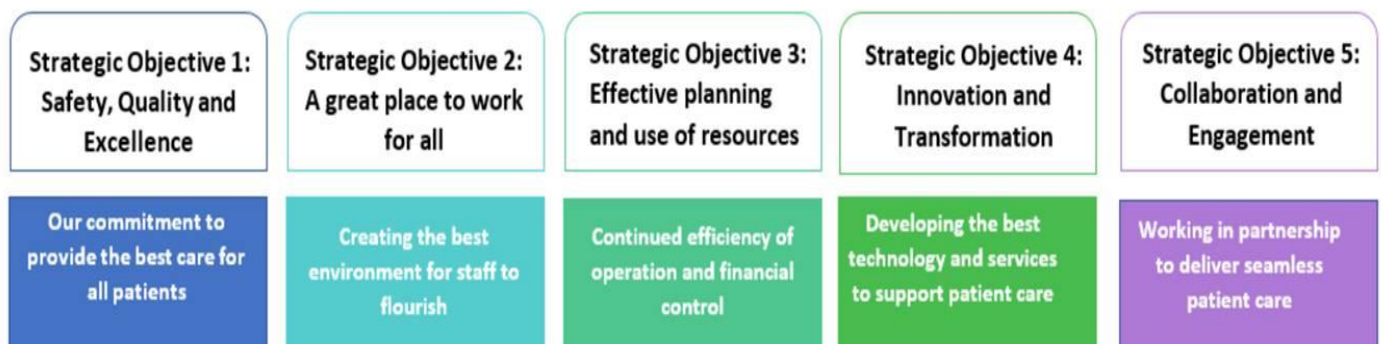 Strategic Objective 1:
Safety, Quality and
Excellence
Our commitment to
provide the best care for
all patients
Strategic Objective 2:
A great place to work
for all
Creating the best
environment for staff to
flourish
Strategic Objective 3:
Effective planning
and use of resources
Continued efficiency of
operation and financial
control
Strategic Objective 4:
Innovation and
Transformation
Developing the best
technology and services
to support patient care
Strategic Objective 5:
Collaboration and
Engagement
Working in partnership
to deliver seamless
patient care